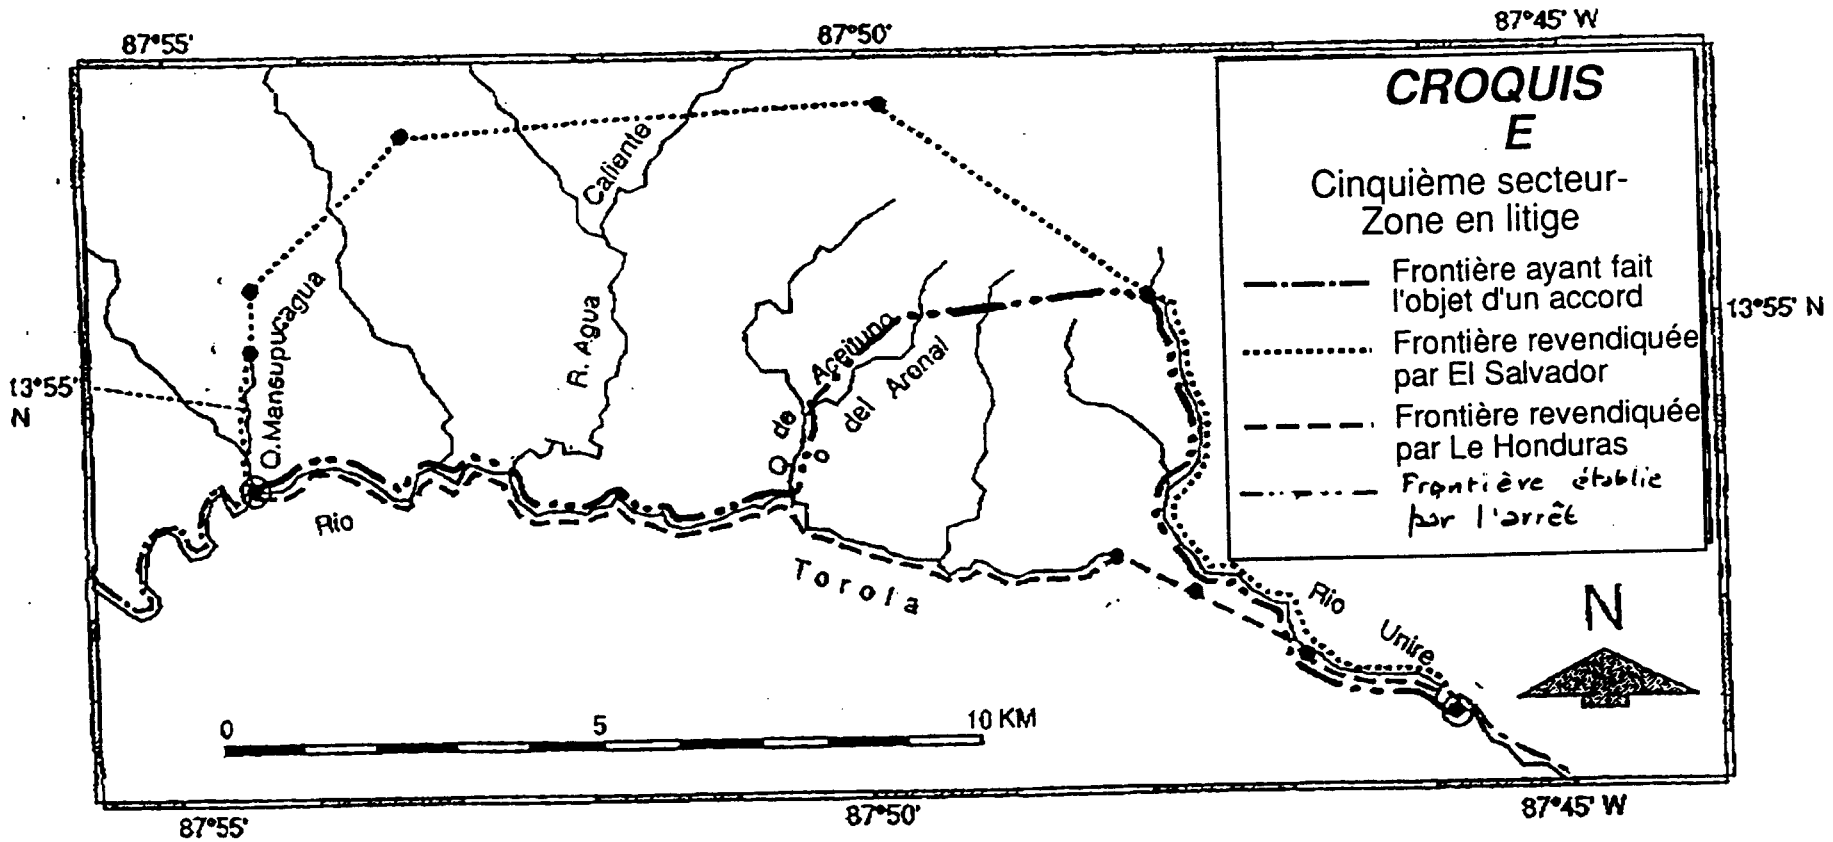 87°55'
87°50'
87°45' W
CROQUIS
E
Cinquième secteur-
Zone en litige
Frontière ayant fait
l'objet d'un accord
Frontière revendiquée
par El Salvador
Frontière revendiquée
par Le Honduras
Frontière établie
par l'arrêt
13°55' N
13°55'
N
Q.Mansupucagua
R. Agua
Caliente
Q de Aceituno
Q del Aronal
Rio
Torola
Rio
Unire
N
0
5
10 KM
87°55'
87°50'
87°45' W